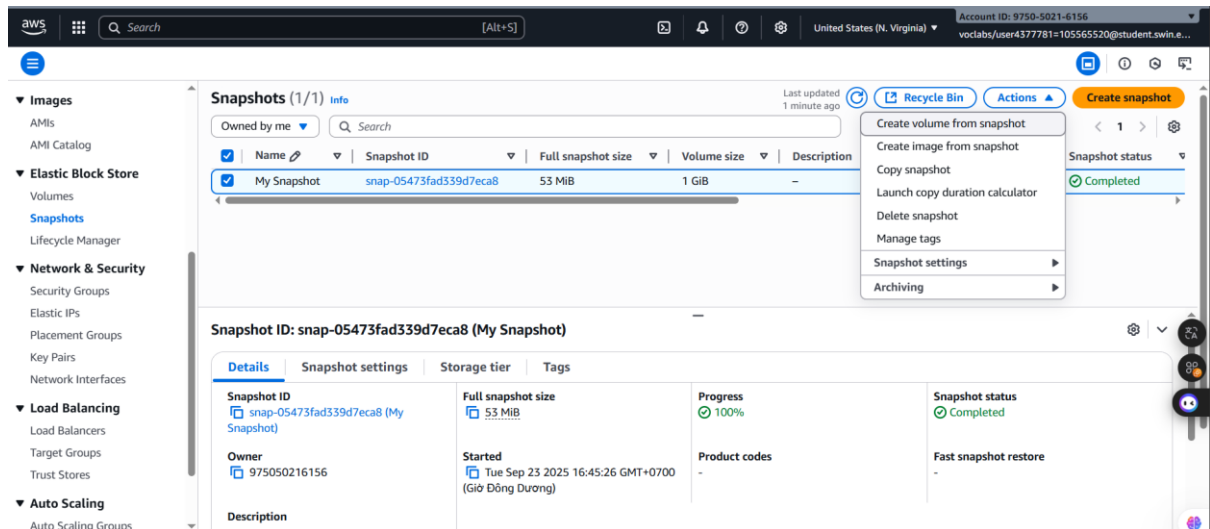 aws
Search
[Alt+S]
United States (N. Virginia)
Account ID: 9750-5021-6156
voclabs/user4377781=105565520@student.swin.e...
Images
AMIs
AMI Catalog
Elastic Block Store
Volumes
Snapshots
Lifecycle Manager
Network & Security
Security Groups
Elastic IPs
Placement Groups
Key Pairs
Network Interfaces
Load Balancing
Load Balancers
Target Groups
Trust Stores
Auto Scaling
Auto Scaling Groups
Snapshots (1/1) Info
Last updated
1 minute ago
Recycle Bin
Actions
Create snapshot
Owned by me
Search
1
Name
Snapshot ID
Full snapshot size
Volume size
Description
Snapshot status
My Snapshot
snap-05473fad339d7eca8
53 MiB
1 GiB
–
Completed
Create volume from snapshot
Create image from snapshot
Copy snapshot
Launch copy duration calculator
Delete snapshot
Manage tags
Snapshot settings
Archiving
Snapshot ID: snap-05473fad339d7eca8 (My Snapshot)
Details
Snapshot settings
Storage tier
Tags
Snapshot ID
snap-05473fad339d7eca8 (My
Snapshot)
Full snapshot size
53 MiB
Progress
100%
Snapshot status
Completed
Owner
975050216156
Started
Tue Sep 23 2025 16:45:26 GMT+0700
(Giờ Đông Dương)
Product codes
-
Fast snapshot restore
-
Description